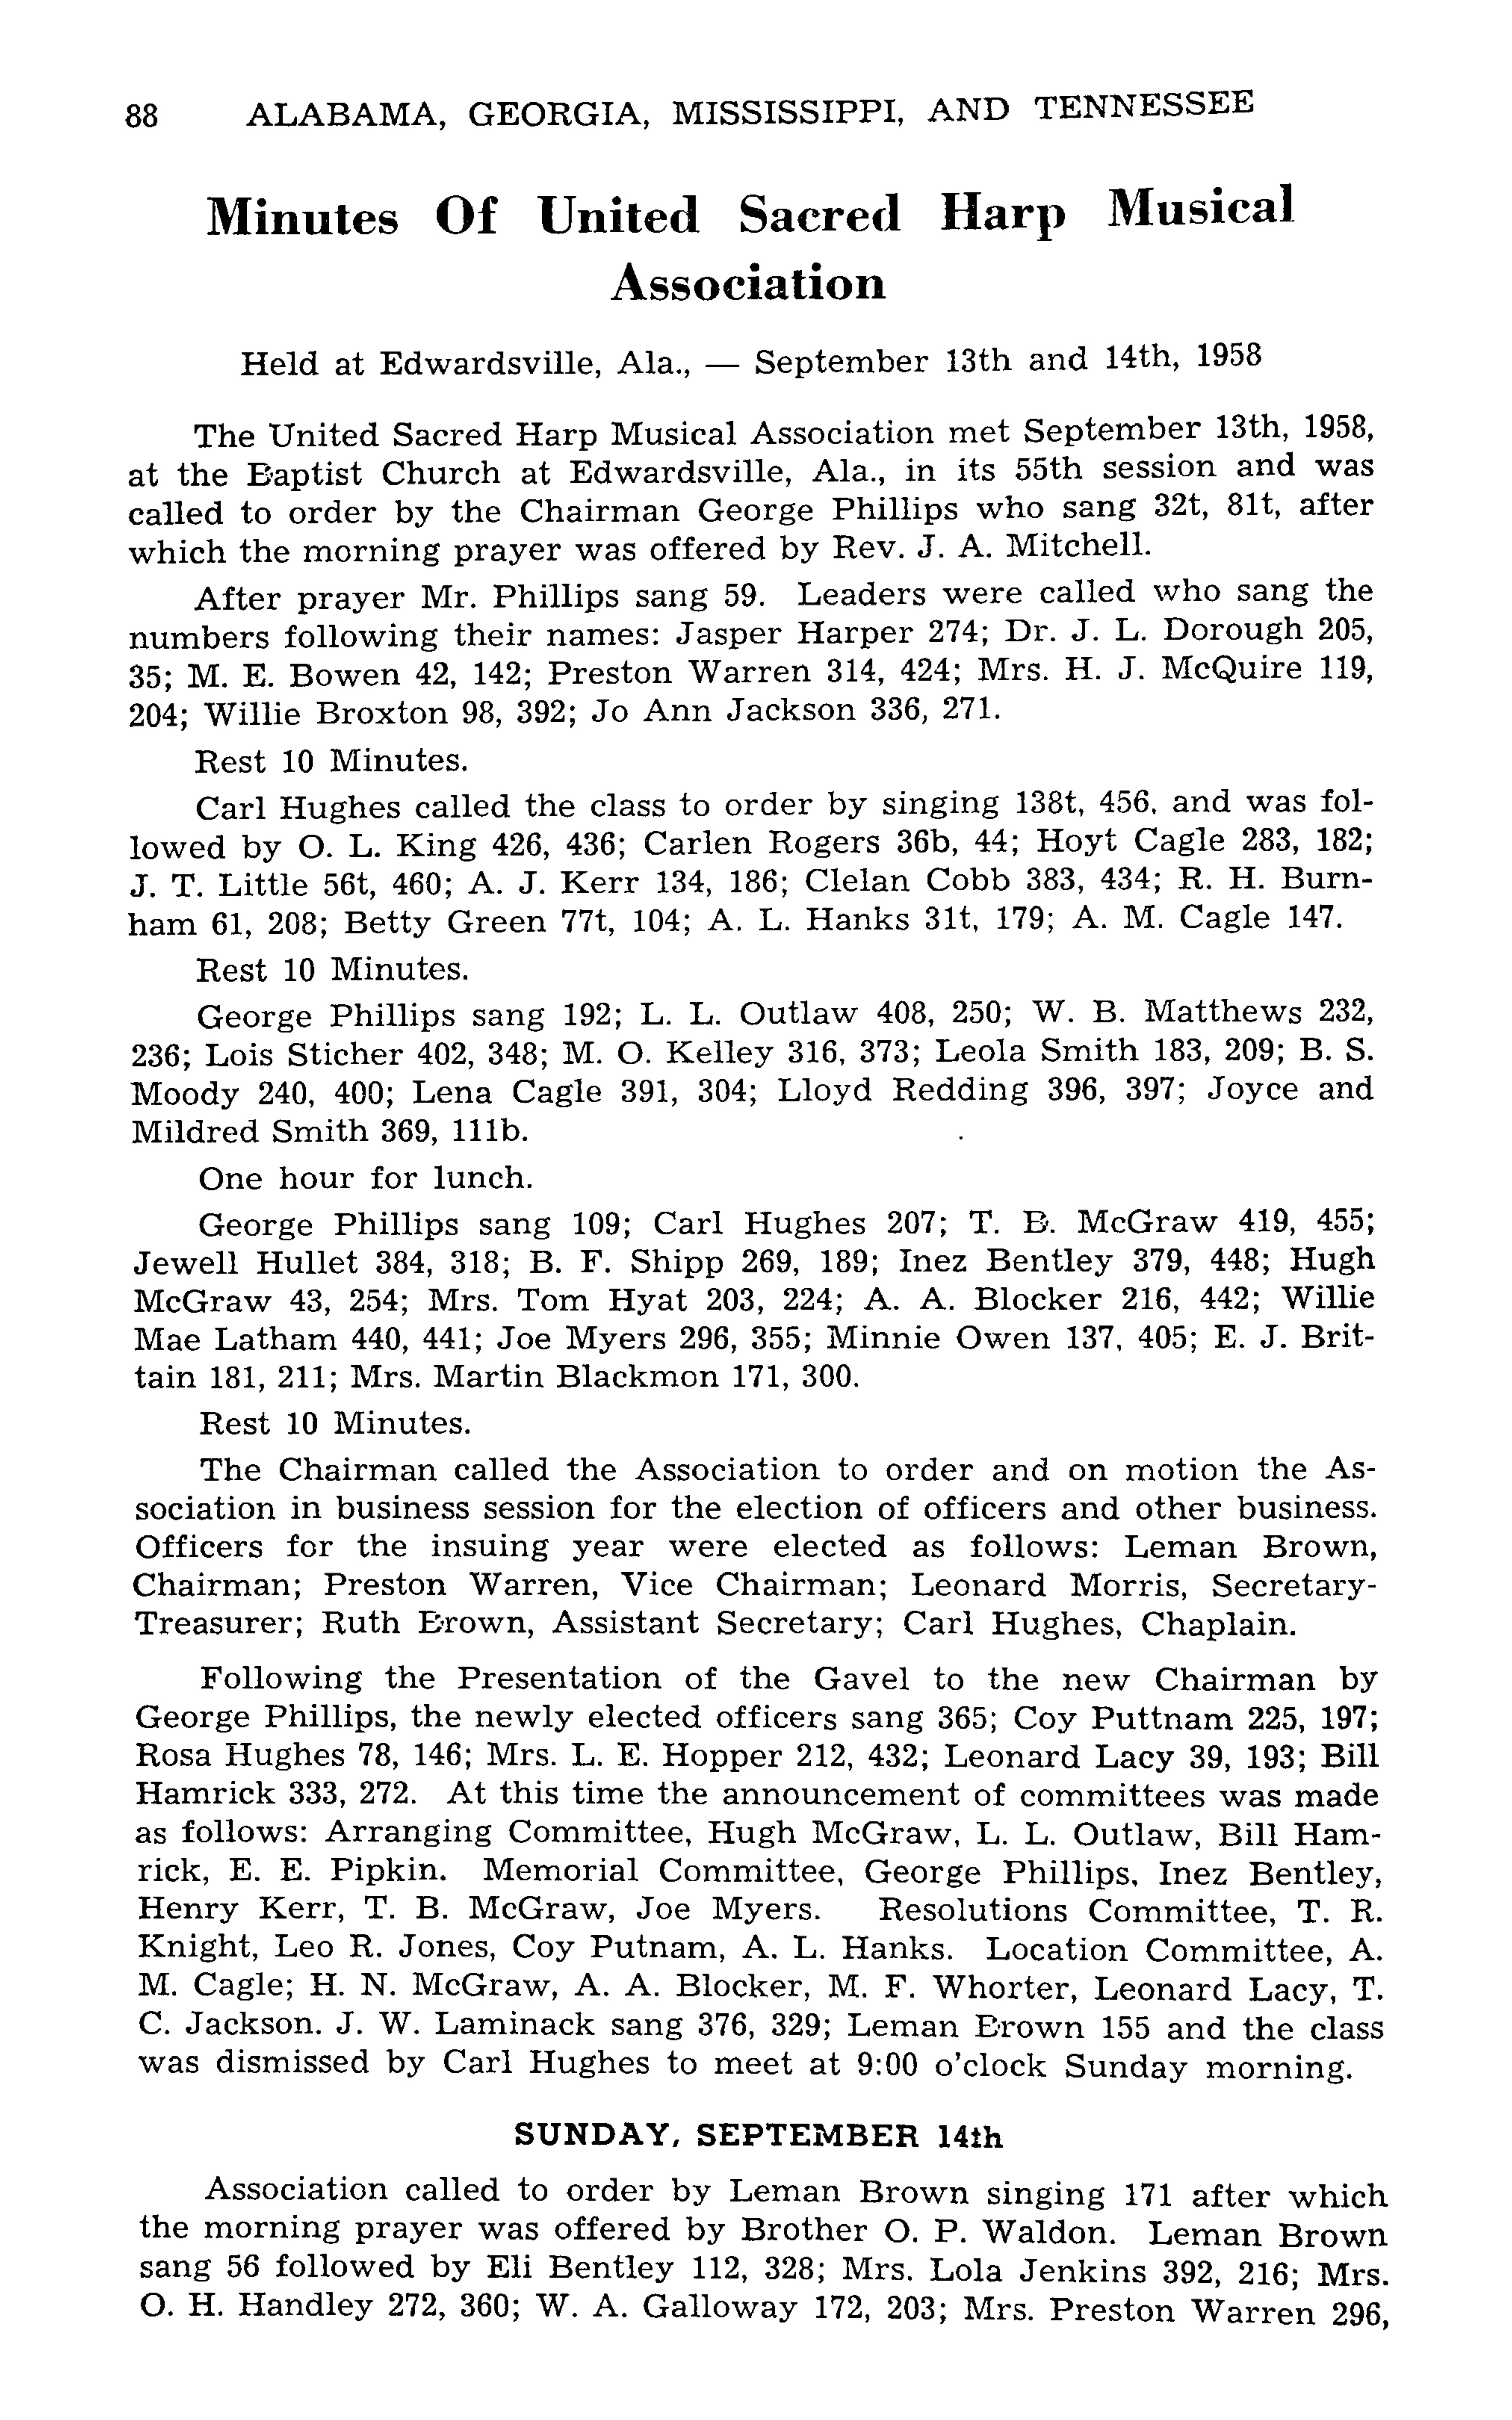 88 ALABAMA, GEORGIA, MISSISSIPPI, AND TENNESSEE
Minutes Of United Sacred Harp Musical
Association
Held at Edwardsville, Ala., — September 13th and 14th, 1958
The United Sacred Harp Musical Association met September 13th, 1958,
at the Baptist Church at Edwardsville, Ala., in its 55th session and was
called to order by the Chairman George Phillips who sang 32t, 81t, after
which the morning prayer was offered by Rev. J. A. Mitchell.
After prayer Mr. Phillips sang 59. Leaders were called who sang the
numbers following their names: Jasper Harper 274; Dr. J. L. Dorough 205,
35; M. E. Bowen 42, 142; Preston Warren 314, 424; Mrs. H. J. McQuire 119,
204; Willie Broxton 98, 392; Jo Ann Jackson 336, 271.
Rest 10 Minutes.
Carl Hughes called the class to order by singing 138t, 456, and was fol-
lowed by O. L. King 426, 436; Carlen Rogers 36b, 44; Hoyt Cagle 283, 182;
J. T. Little 56t, 460; A. J. Kerr 134, 186; Clelan Cobb 383, 434; R. H. Burn-
ham 61, 208; Betty Green 77t, 104; A. L. Hanks 31t, 179; A. M. Cagle 147.
Rest 10 Minutes.
George Phillips sang 192; L. L. Outlaw 408, 250; W. B. Matthews 232,
236; Lois Sticher 402, 348; M. O. Kelley 316, 373; Leola Smith 183, 209; B. S.
Moody 240, 400; Lena Cagle 391, 304; Lloyd Redding 396, 397; Joyce and
Mildred Smith 369, 111b.
One hour for lunch.
George Phillips sang 109; Carl Hughes 207; T. B. McGraw 419, 455;
Jewell Hullet 384, 318; B. F. Shipp 269, 189; Inez Bentley 379, 448; Hugh
McGraw 43, 254; Mrs. Tom Hyat 203, 224; A. A. Blocker 216, 442; Willie
Mae Latham 440, 441; Joe Myers 296, 355; Minnie Owen 137, 405; E. J. Brit-
tain 181, 211; Mrs. Martin Blackmon 171, 300.
Rest 10 Minutes.
The Chairman called the Association to order and on motion the As-
sociation in business session for the election of officers and other business.
Officers for the insuing year were elected as follows: Leman Brown,
Chairman; Preston Warren, Vice Chairman; Leonard Morris, Secretary-
Treasurer; Ruth Brown, Assistant Secretary; Carl Hughes, Chaplain.
Following the Presentation of the Gavel to the new Chairman by
George Phillips, the newly elected officers sang 365; Coy Puttnam 225, 197;
Rosa Hughes 78, 146; Mrs. L. E. Hopper 212, 432; Leonard Lacy 39, 193; Bill
Hamrick 333, 272. At this time the announcement of committees was made
as follows: Arranging Committee, Hugh McGraw, L. L. Outlaw, Bill Ham-
rick, E. E. Pipkin. Memorial Committee, George Phillips, Inez Bentley,
Henry Kerr, T. B. McGraw, Joe Myers. Resolutions Committee, T. R.
Knight, Leo R. Jones, Coy Putnam, A. L. Hanks. Location Committee, A.
M. Cagle; H. N. McGraw, A. A. Blocker, M. F. Whorter, Leonard Lacy, T.
C. Jackson. J. W. Laminack sang 376, 329; Leman Brown 155 and the class
was dismissed by Carl Hughes to meet at 9:00 o'clock Sunday morning.
SUNDAY, SEPTEMBER 14th
Association called to order by Leman Brown singing 171 after which
the morning prayer was offered by Brother O. P. Waldon. Leman Brown
sang 56 followed by Eli Bentley 112, 328; Mrs. Lola Jenkins 392, 216; Mrs.
O. H. Handley 272, 360; W. A. Galloway 172, 203; Mrs. Preston Warren 296,